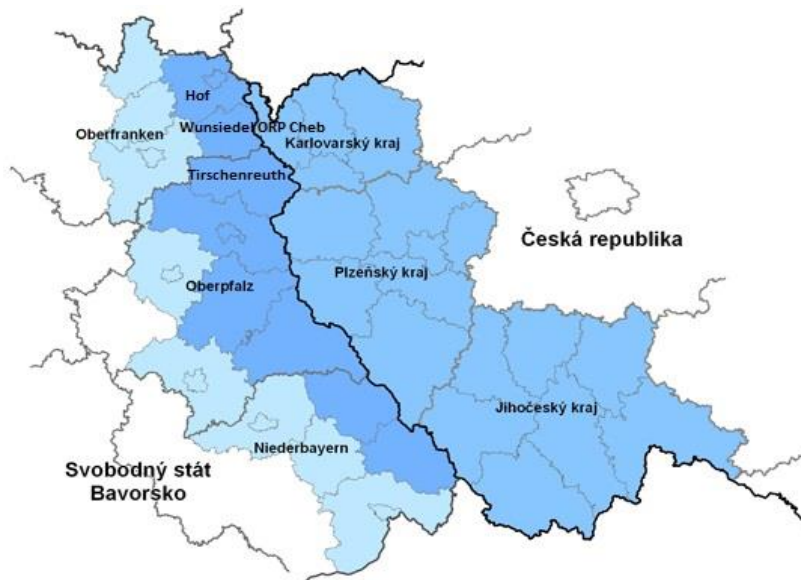 Hof
Oberfranken
Wunsiedel ORP Cheb
Karlovarský kraj
Tirschenreuth
Česká republika
Plzeňský kraj
Oberpfalz
Jihočeský kraj
Niederbayern
Svobodný stát
Bavorsko